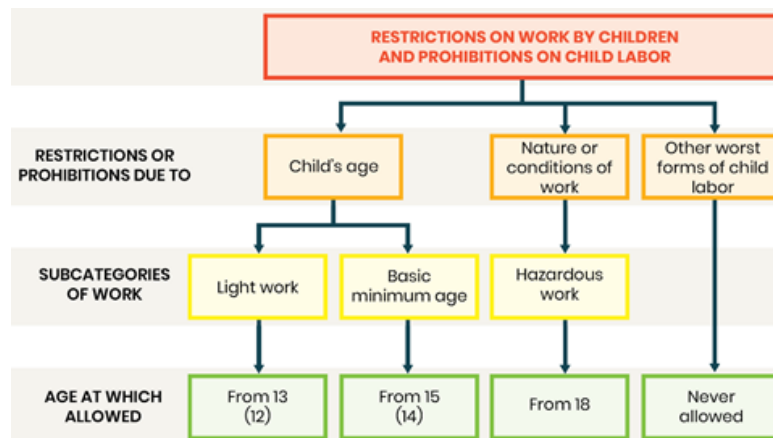 RESTRICTIONS ON WORK BY CHILDREN
AND PROHIBITIONS ON CHILD LABOR
RESTRICTIONS OR
PROHIBITIONS DUE TO
Child's age
Nature or
conditions of
work
Other worst
forms of child
labor
SUBCATEGORIES
OF WORK
Light work
Basic
minimum age
Hazardous
work
AGE AT WHICH
ALLOWED
From 13
(12)
From 15
(14)
From 18
Never
allowed